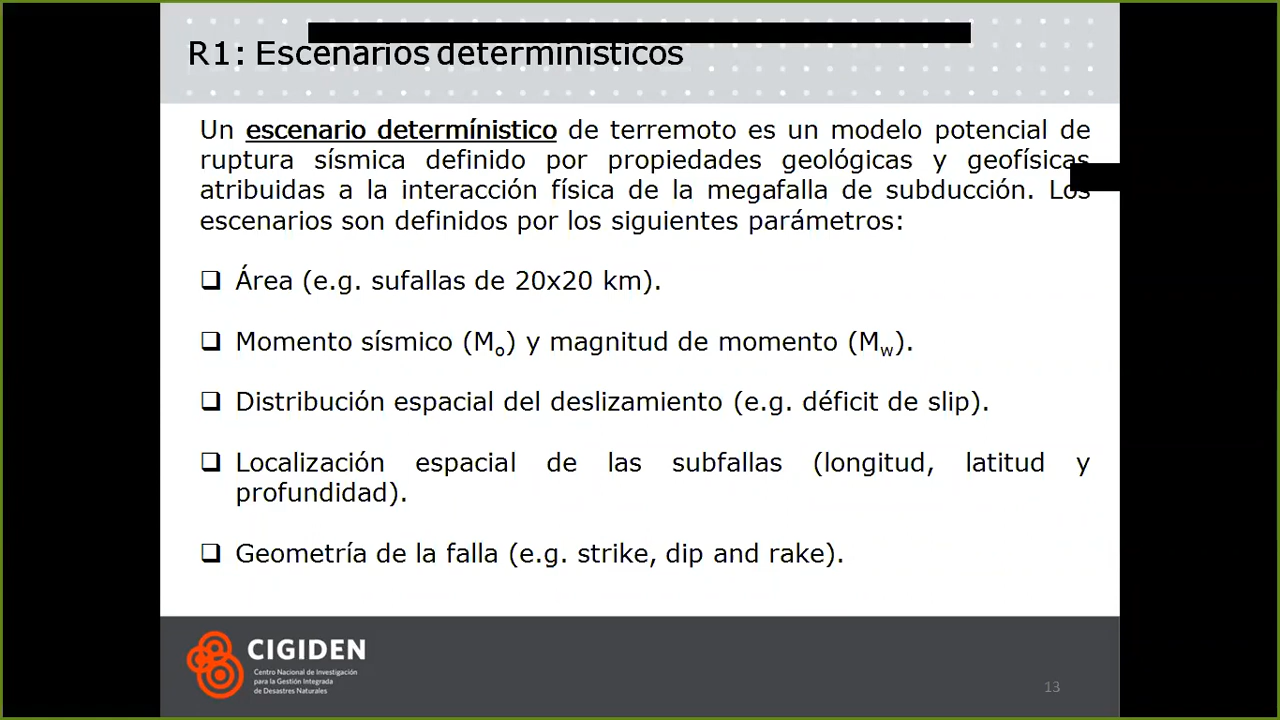 R1: Escenarios determinísticos
Un escenario determínistico de terremoto es un modelo potencial de
ruptura sísmica definido por propiedades geológicas y geofísicas
atribuidas a la interacción física de la megafalla de subducción. Los
escenarios son definidos por los siguientes parámetros:
❑ Área (e.g. sufallas de 20x20 km).
❑ Momento sísmico (Mo) y magnitud de momento (Mw).
❑ Distribución espacial del deslizamiento (e.g. déficit de slip).
❑ Localización espacial de las subfallas (longitud, latitud y
profundidad).
❑ Geometría de la falla (e.g. strike, dip and rake).
CIGIDEN
Centro Nacional de Investigación
para la Gestión Integrada
de Desastres Naturales
13